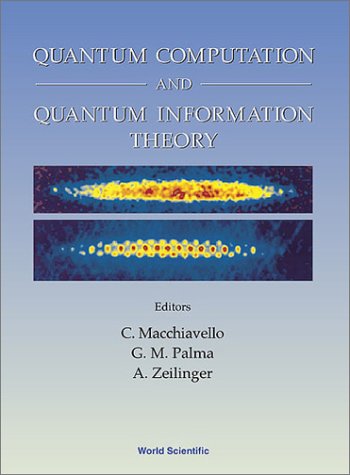 QUANTUM COMPUTATION
AND
QUANTUM INFORMATION
THEORY
Editors
C. Macchiavello
G. M. Palma
A. Zeilinger
World Scientific